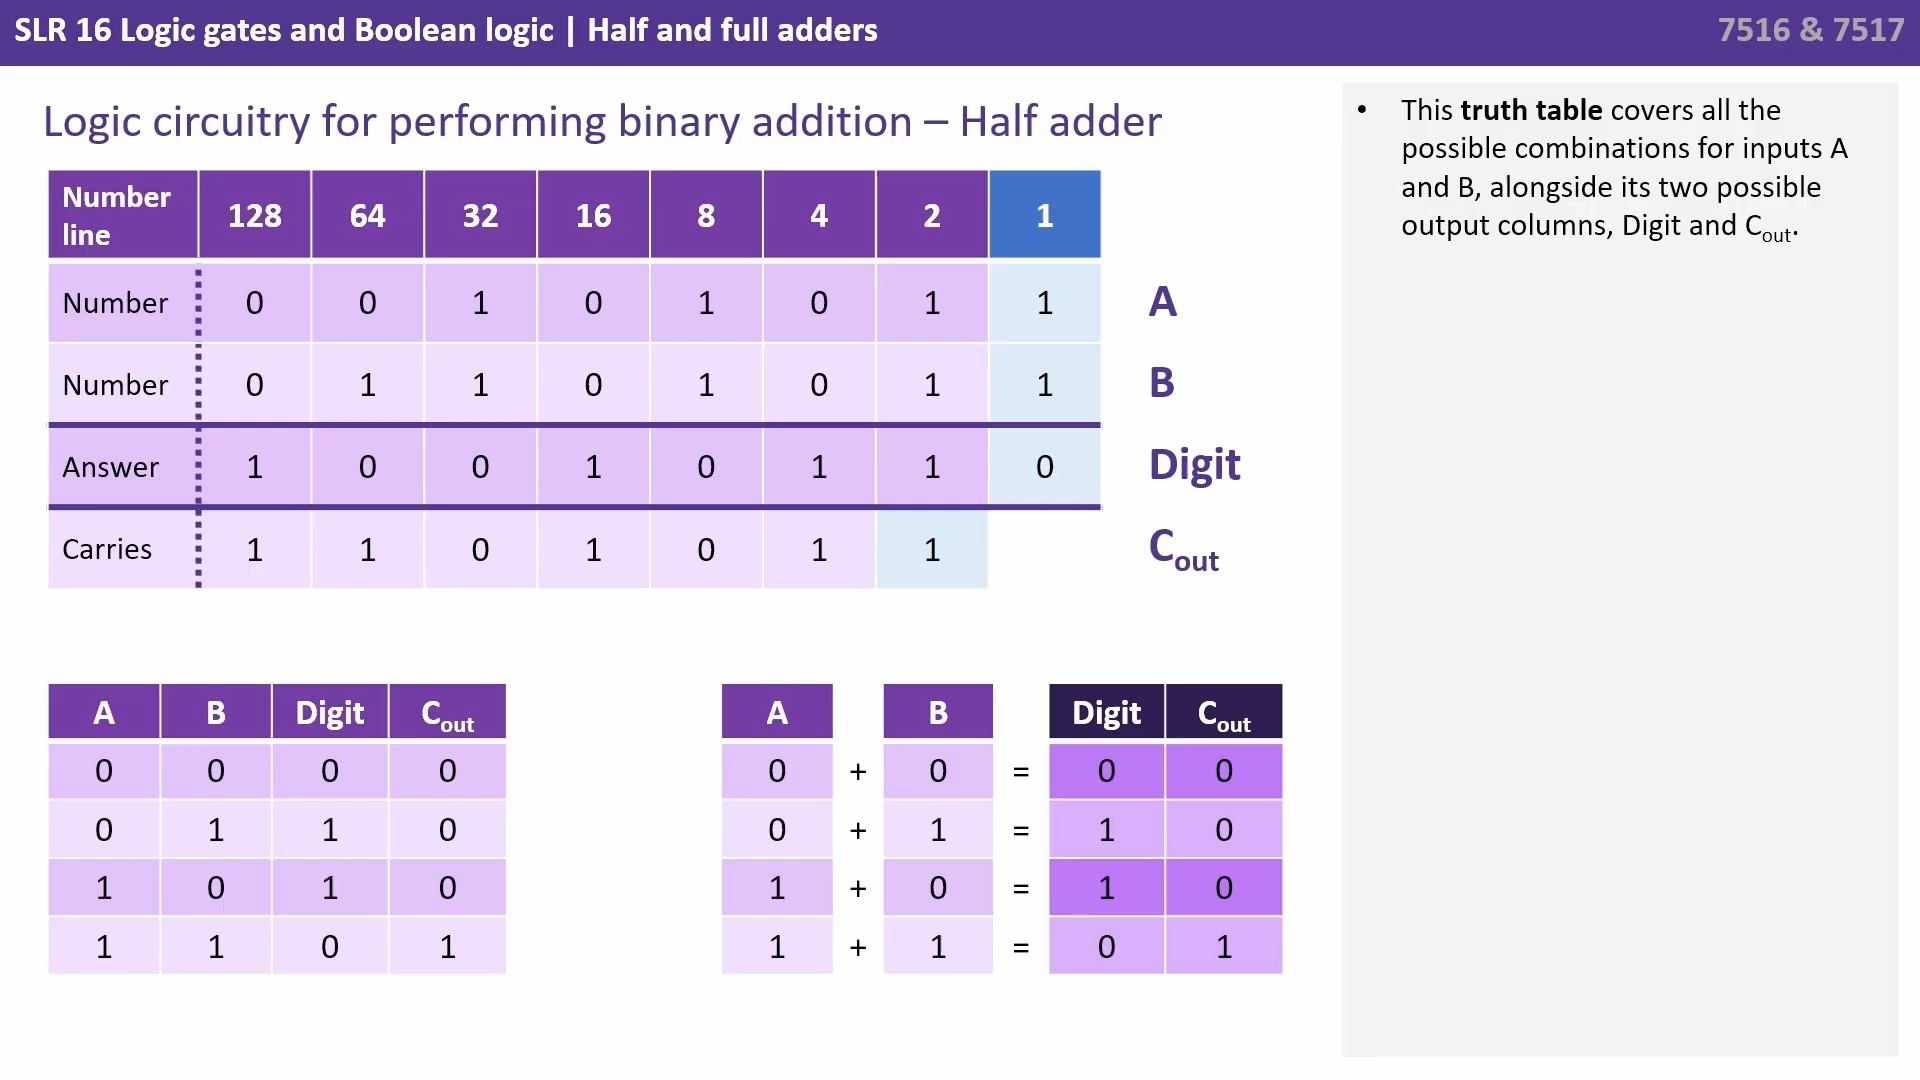 SLR 16 Logic gates and Boolean logic | Half and full adders
7516 & 7517
Logic circuitry for performing binary addition – Half adder
Number line 128 64 32 16 8 4 2 1
Number 0 0 1 0 1 0 1 1 A
Number 0 1 1 0 1 0 1 1 B
Answer 1 0 0 1 0 1 1 0 Digit
Carries 1 1 0 1 0 1 1 Cout
A B Digit Cout
0 0 0 0
0 1 1 0
1 0 1 0
1 1 0 1
A B Digit Cout
0 + 0 = 0 0
0 + 1 = 1 0
1 + 0 = 1 0
1 + 1 = 0 1
• This truth table covers all the
possible combinations for inputs A
and B, alongside its two possible
output columns, Digit and Cout.